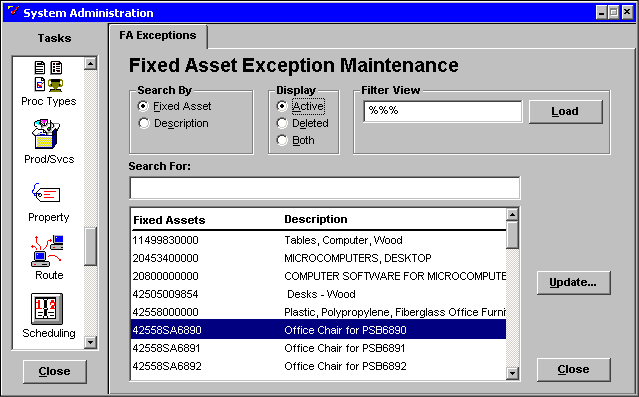 System Administration
Tasks
Proc Types
Prod/Svcs
Property
Route
Scheduling
Close
FA Exceptions
Fixed Asset Exception Maintenance
Search By
Fixed Asset
Description
Display
Active
Deleted
Both
Filter View
%%%
Load
Search For:
Fixed Assets Description
11499830000 Tables, Computer, Wood
20453400000 MICROCOMPUTERS, DESKTOP
20800000000 COMPUTER SOFTWARE FOR MICROCOMPUTE
42505009854 Desks - Wood
42558000000 Plastic, Polypropylene, Fiberglass Office Furni
42558SA6890 Office Chair for PSB6890
42558SA6891 Office Chair for PSB6891
42558SA6892 Office Chair for PSB6892
Update...
Close